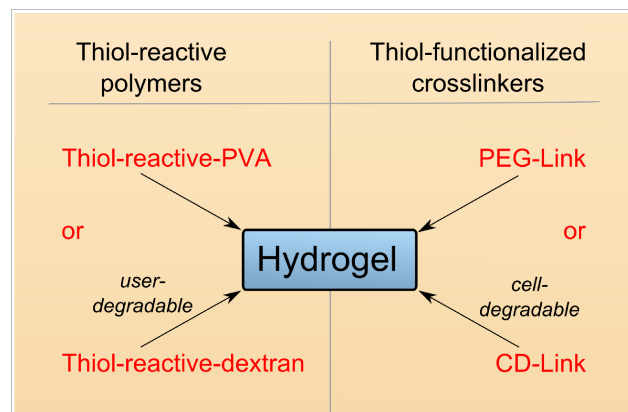 Thiol-reactive
polymers
Thiol-functionalized
crosslinkers
Thiol-reactive-PVA
PEG-Link
or
or
Hydrogel
user-
degradable
cell-
degradable
Thiol-reactive-dextran
CD-Link